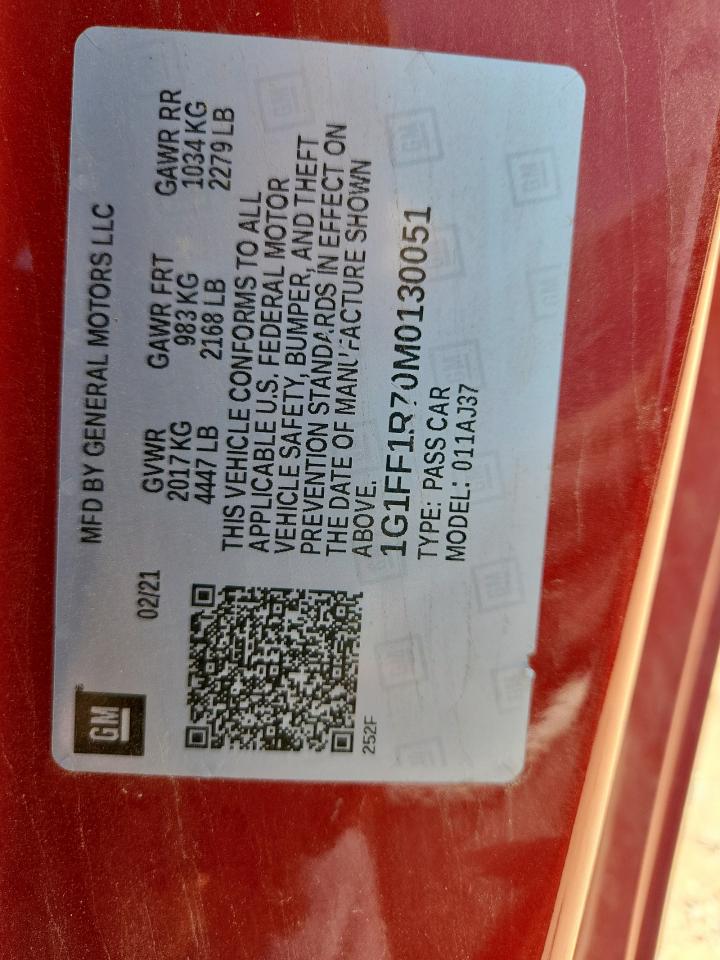 GM
MFD BY GENERAL MOTORS LLC
02/21
GVWR GAWR FRT GAWR RR
2017 KG 983 KG 1034 KG
4447 LB 2168 LB 2279 LB
THIS VEHICLE CONFORMS TO ALL
APPLICABLE U.S. FEDERAL MOTOR
VEHICLE SAFETY, BUMPER, AND THEFT
PREVENTION STANDARDS IN EFFECT ON
THE DATE OF MANUFACTURE SHOWN
ABOVE.
1G1FF1R70M0130051
TYPE: PASS CAR
MODEL: 011AJ37
252F